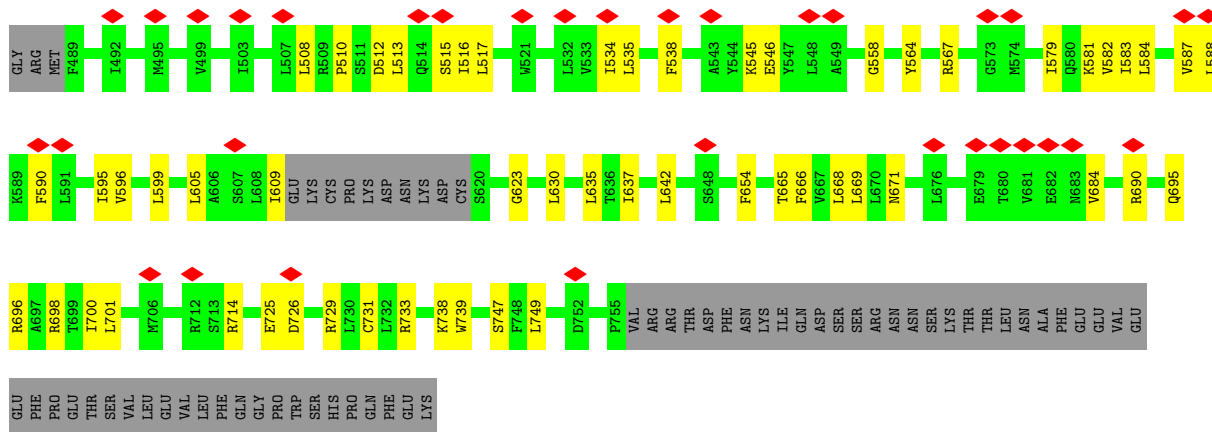 GLY ARG MET F489 I492 M495 V499 I503 L507 L508 R509 P510 S511 D512 L513 Q514 S515 I516 L517 W521 L532 V533 I534 L535 F538 A543 Y544 K545 E546 Y547 L548 A549 G558 Y564 R567 G573 M574 I579 Q580 K581 V582 I583 L584 V587 L588
K589 F590 L591 I595 V596 L599 L605 A606 S607 L608 I609 GLU LYS CYS PRO LYS ASP ASN LYS ASP CYS S620 G623 L630 L635 T636 I637 L642 S648 F654 T665 F666 V667 L668 L669 L670 N671 L676 E679 T680 V681 E682 N683 V684 R690 Q695
R696 A697 R698 T699 I700 L701 M706 R712 S713 R714 E725 D726 R729 L730 C731 L732 R733 K738 W739 S747 F748 L749 D752 P755 VAL ARG ARG THR ASP PHE ASN LYS ILE GLN ASP SER SER ARG ASN ASN SER LYS THR THR LEU ASN ALA PHE GLU GLU VAL GLU
GLU PHE PRO GLU THR SER VAL LEU GLU VAL LEU PHE GLN GLY PRO TRP SER HIS PRO GLN PHE GLU LYS